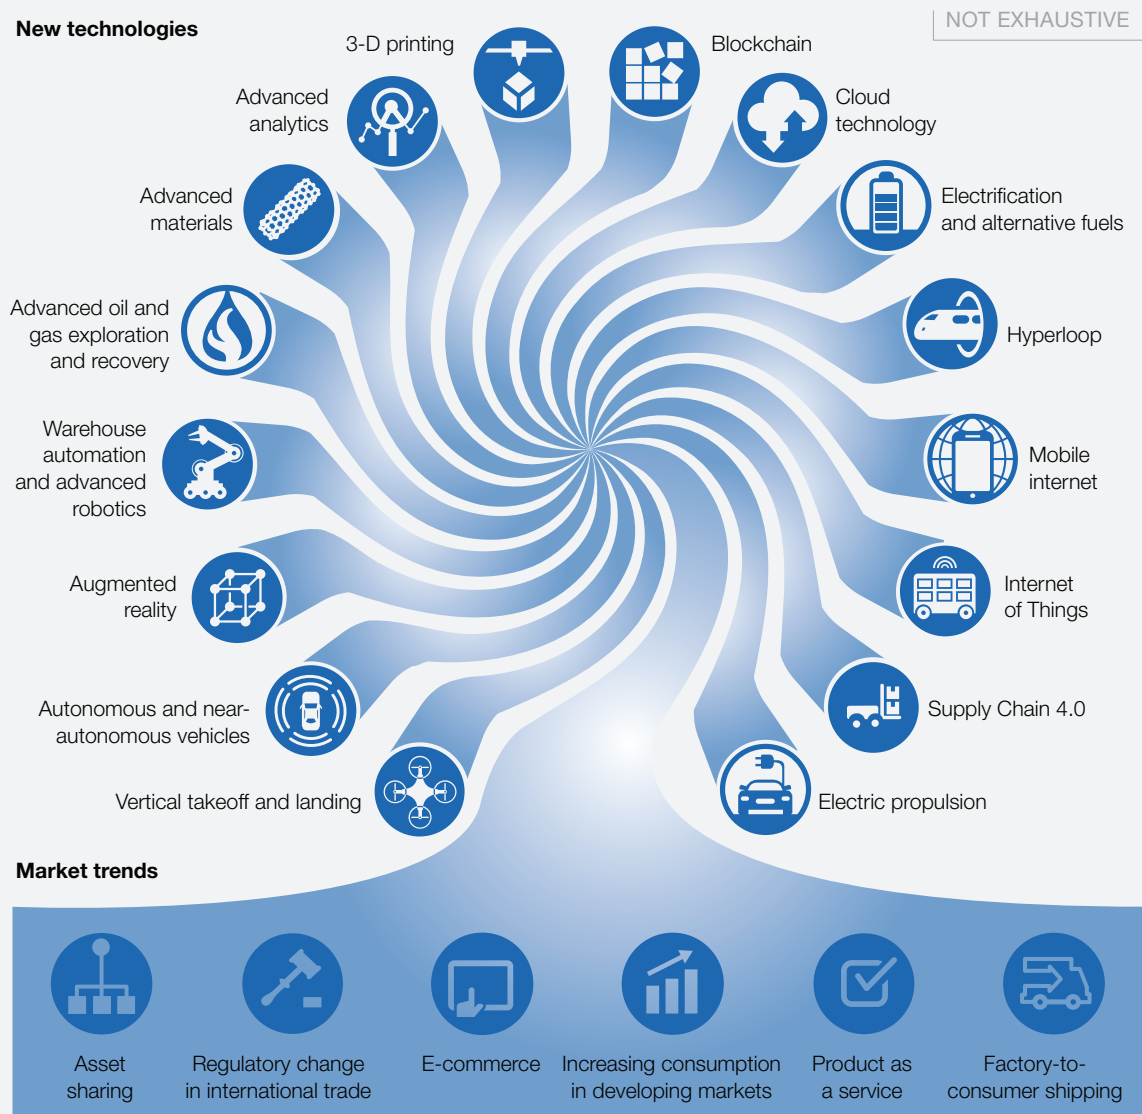 New technologies
NOT EXHAUSTIVE
3-D printing
Blockchain
Advanced
analytics
Cloud
technology
Advanced
materials
Electrification
and alternative fuels
Advanced oil and
gas exploration
and recovery
Hyperloop
Warehouse
automation
and advanced
robotics
Mobile
internet
Augmented
reality
Internet
of Things
Autonomous and near-
autonomous vehicles
Supply Chain 4.0
Vertical takeoff and landing
Electric propulsion
Market trends
Asset
sharing
Regulatory change
in international trade
E-commerce
Increasing consumption
in developing markets
Product as
a service
Factory-to-
consumer shipping